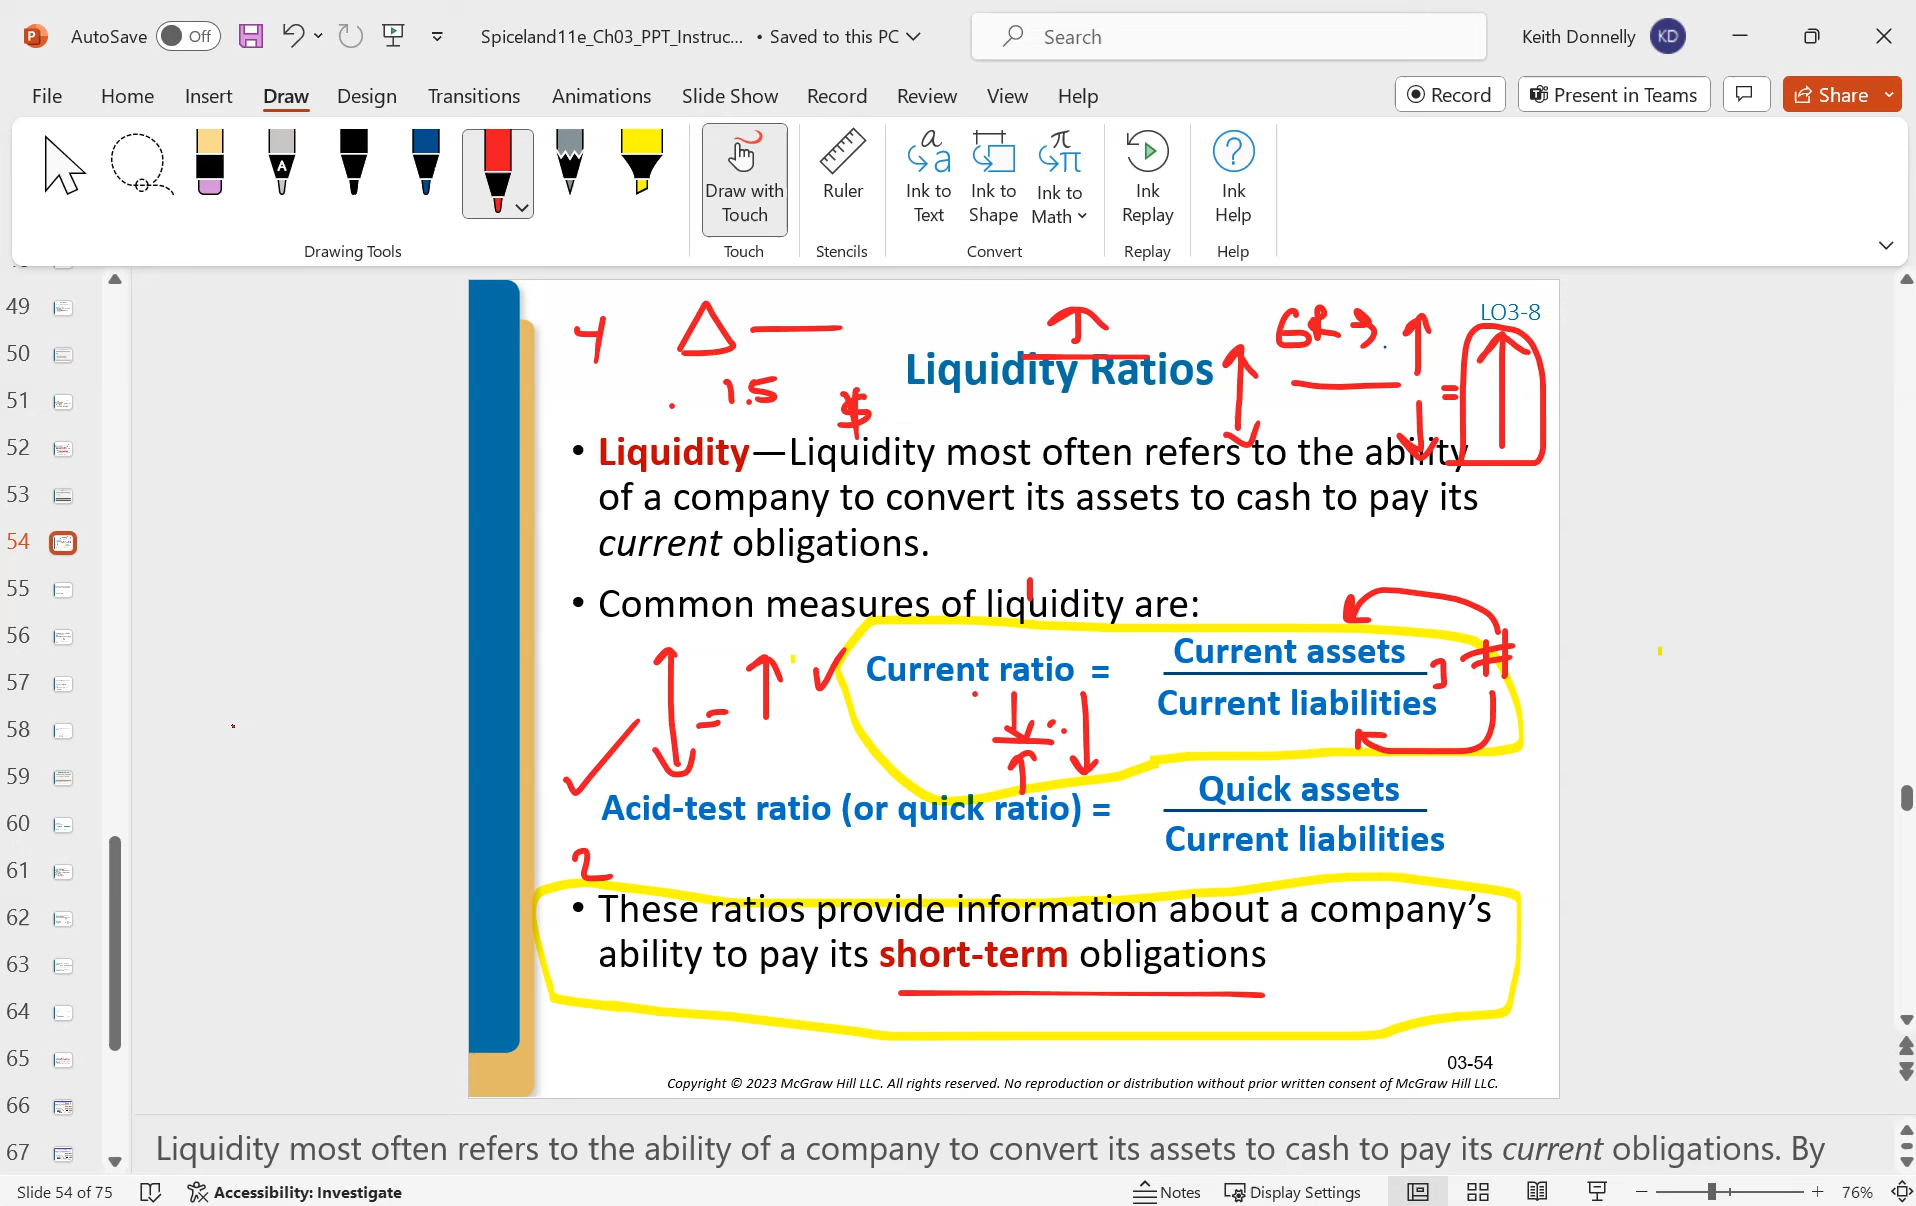 AutoSave Off Spiceland11e_Ch03_PPT_Instruc... • Saved to this PC Search Keith Donnelly KD
File Home Insert Draw Design Transitions Animations Slide Show Record Review View Help Record Present in Teams Share
Draw with Touch
Ruler
Ink to Text
Ink to Shape
Ink to Math
Ink Replay
Ink Help
Drawing Tools Touch Stencils Convert Replay Help
49
50
51
52
53
54
55
56
57
58
59
60
61
62
63
64
65
66
67
LO3-8
4
1.5
$
Liquidity Ratios
• Liquidity—Liquidity most often refers to the ability
of a company to convert its assets to cash to pay its
current obligations.
• Common measures of liquidity are:
1
Current ratio = Current assets
Current liabilities
Acid-test ratio (or quick ratio) = Quick assets
Current liabilities
2
• These ratios provide information about a company’s
ability to pay its short-term obligations
03-54
Copyright © 2023 McGraw Hill LLC. All rights reserved. No reproduction or distribution without prior written consent of McGraw Hill LLC.
Liquidity most often refers to the ability of a company to convert its assets to cash to pay its current obligations. By
Slide 54 of 75 Accessibility: Investigate Notes Display Settings 76%